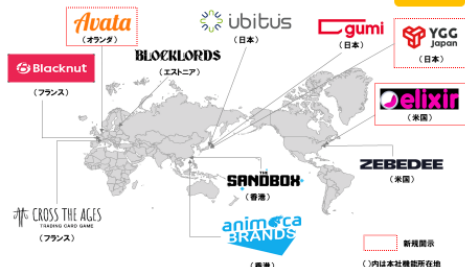 Avata
(オランダ)
ubitus
(日本)
gumi
(日本)
YGG
Japan
(日本)
BLOCKLORDS
(エストニア)
Blacknut
(フランス)
elixir
(米国)
ZEBEDEE
(米国)
THE
SANDBOX
(香港)
CROSS THE AGES
TRADING CARD GAME
(フランス)
animoca
BRANDS
(香港)
新規開示
( )内は本社機能所在地